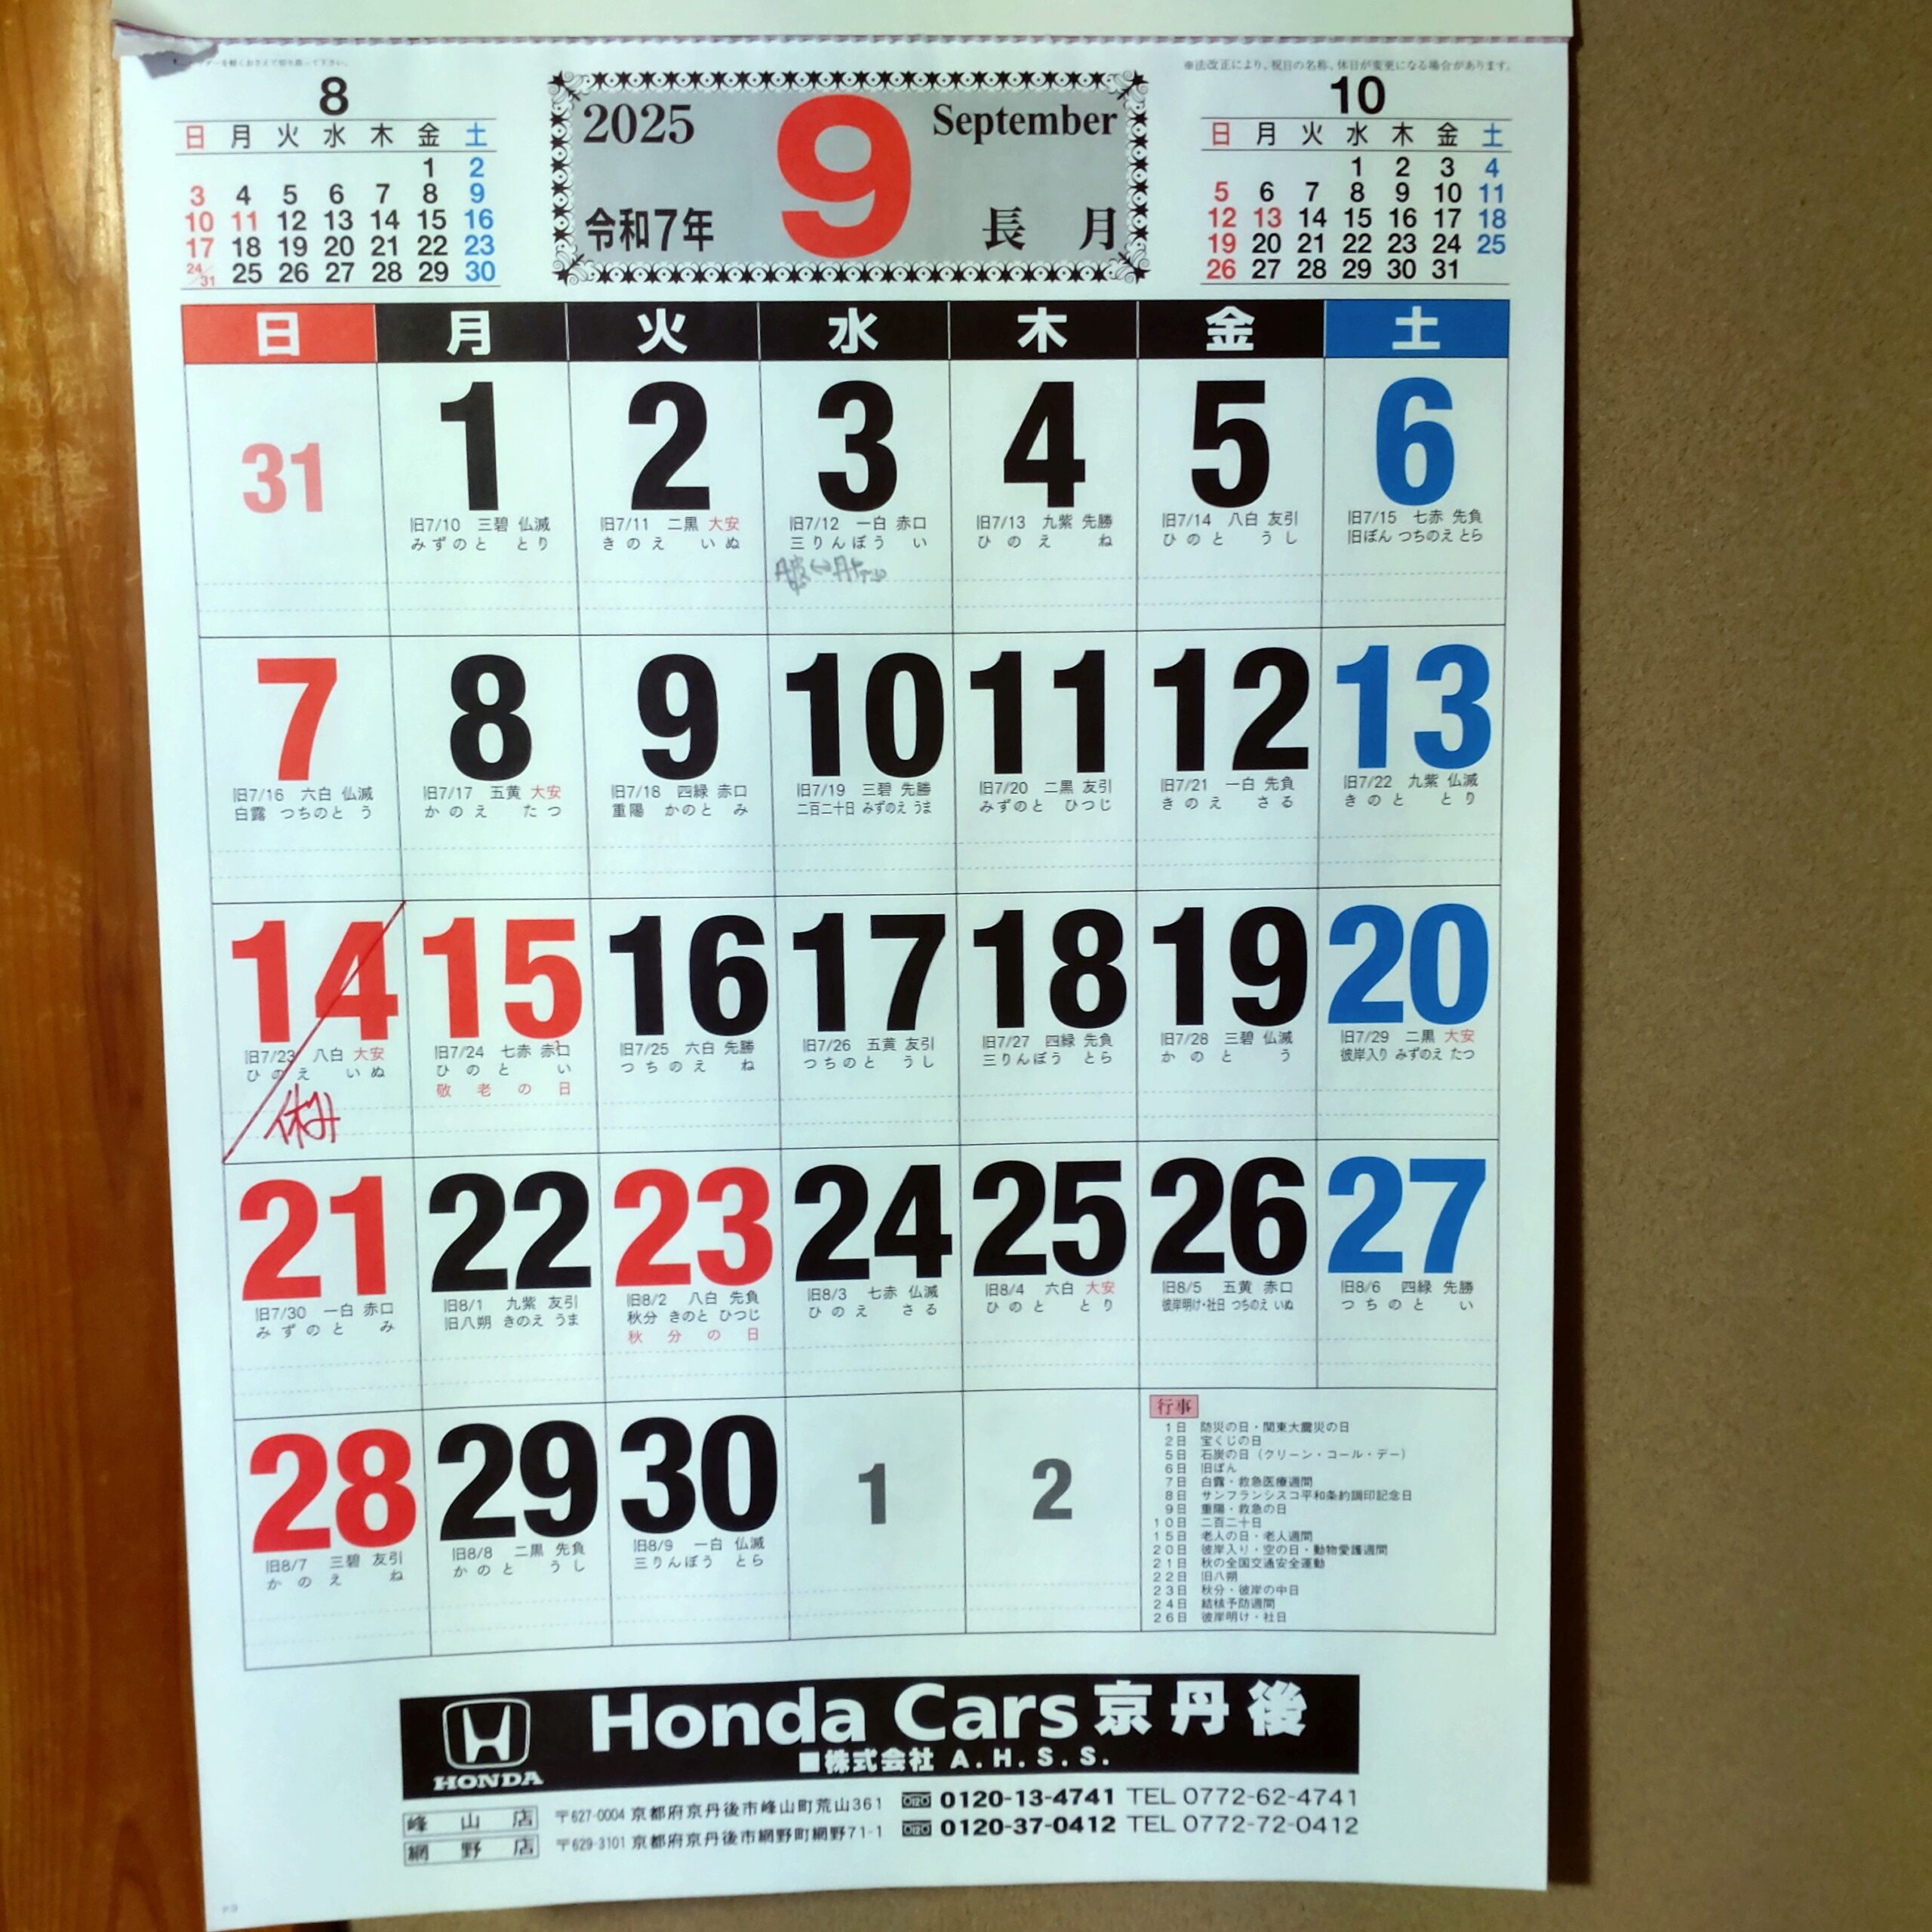 ※法改正により、祝日の名称、休日が変更になる場合があります。
8
日 月 火 水 木 金 土
1 2
3 4 5 6 7 8 9
10 11 12 13 14 15 16
17 18 19 20 21 22 23
24/31 25 26 27 28 29 30
2025 9 September
令和7年 長月
10
日 月 火 水 木 金 土
1 2 3 4
5 6 7 8 9 10 11
12 13 14 15 16 17 18
19 20 21 22 23 24 25
26 27 28 29 30 31
日 月 火 水 木 金 土
31 1 2 3 4 5 6
旧7/10 三碧 仏滅 旧7/11 二黒 大安 旧7/12 一白 赤口 旧7/13 九紫 先勝 旧7/14 八白 友引 旧7/15 七赤 先負
みずのと とり きのえ いぬ 三りんぼう い ひのえ ね ひのと うし 旧ぼん つちのえ とら
7 8 9 10 11 12 13
旧7/16 六白 仏滅 旧7/17 五黄 大安 旧7/18 四緑 赤口 旧7/19 三碧 先勝 旧7/20 二黒 友引 旧7/21 一白 先負 旧7/22 九紫 仏滅
白露 つちのと う かのえ たつ 重陽 かのと み 二百二十日 みずのえ うま みずのと ひつじ きのえ さる きのと とり
14 15 16 17 18 19 20
旧7/23 八白 大安 旧7/24 七赤 赤口 旧7/25 六白 先勝 旧7/26 五黄 友引 旧7/27 四緑 先負 旧7/28 三碧 仏滅 旧7/29 二黒 大安
ひのえ いぬ ひのと い つちのえ ね つちのと うし 三りんぼう とら かのと う 彼岸入り みずのえ たつ
敬老の日
休み
21 22 23 24 25 26 27
旧7/30 一白 赤口 旧8/1 九紫 友引 旧8/2 八白 先負 旧8/3 七赤 仏滅 旧8/4 六白 大安 旧8/5 五黄 赤口 旧8/6 四緑 先勝
みずのと み 旧八朔 きのえ うま 秋分 きのと ひつじ ひのえ さる ひのと とり 彼岸明け・社日 つちのえ いぬ つちのと い
秋分の日
28 29 30 1 2
旧8/7 三碧 友引 旧8/8 二黒 先負 旧8/9 一白 仏滅
かのえ ね かのと うし 三りんぼう とら
行事
1日 防災の日・関東大震災の日
2日 宝くじの日
5日 石炭の日(クリーン・コール・デー)
6日 旧ぼん
7日 白露・救急医療週間
8日 サンフランシスコ平和条約調印記念日
9日 重陽・救急の日
10日 二百二十日
15日 老人の日・老人週間
20日 彼岸入り・空の日・動物愛護週間
21日 秋の全国交通安全運動
22日 旧八朔
23日 秋分・彼岸の中日
24日 結核予防週間
26日 彼岸明け・社日
HONDA
Honda Cars 京丹後
■株式会社 A.H.S.S.
峰山店 〒627-0004 京都府京丹後市峰山町荒山361 0120-13-4741 TEL 0772-62-4741
網野店 〒629-3101 京都府京丹後市網野町網野71-1 0120-37-0412 TEL 0772-72-0412